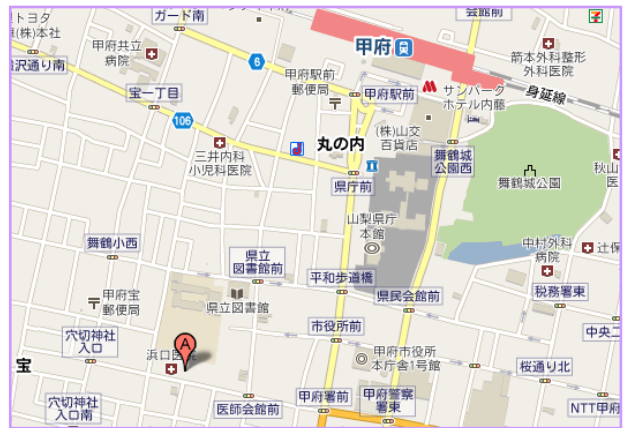 トヨタ
(株)本社
ガード南
会館前
甲府共立
病院
沢通り南
6
甲府
箭本外科整形
外科医院
宝一丁目
甲府駅前
郵便局
甲府駅前
サンパーク
ホテル内藤
身延線
106
三井内科
小児科医院
丸の内
(株)山交
百貨店
舞鶴城
公園西
県庁前
舞鶴城公園
秋山
医
山梨県庁
本館
舞鶴小西
県立
図書館前
中村外科
病院
辻保
甲府宝
郵便局
県立図書館
平和歩道橋
県民会館前
税務署東
穴切神社
入口
市役所前
中央二
A
浜口医院
宝
甲府市役所
本庁舎1号館
桜通り北
穴切神社
入口南
医師会館前
甲府署前
甲府警察
署東
NTT甲府